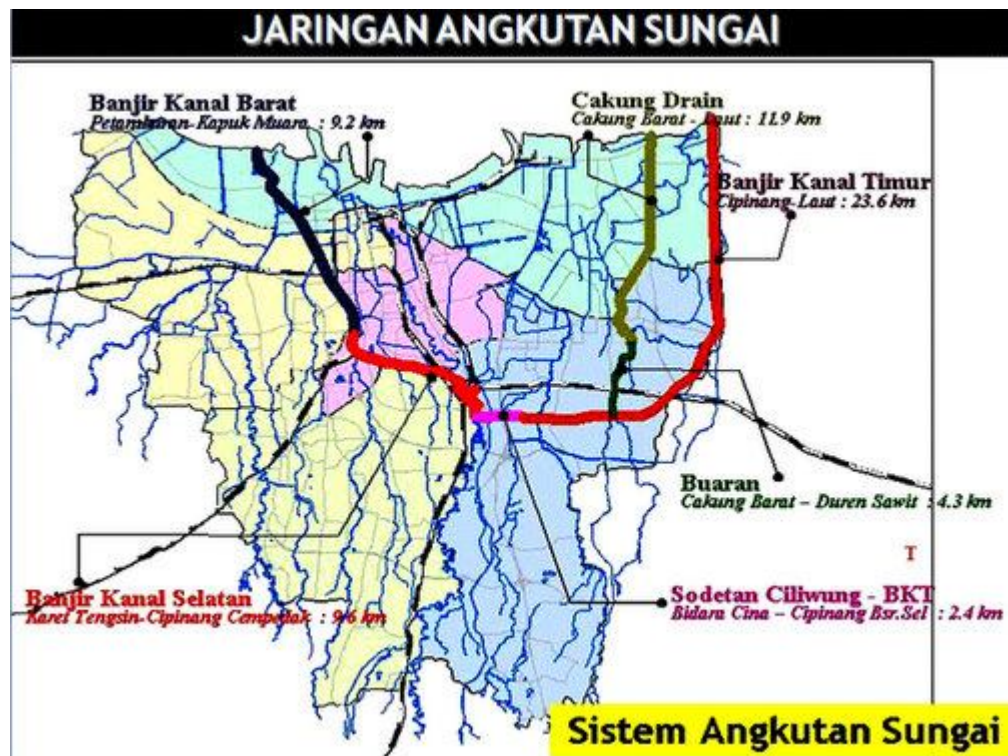 JARINGAN ANGKUTAN SUNGAI
Banjir Kanal Barat
Petamburan-Kapuk Muara : 9.2 km
Cakung Drain
Cakung Barat - Laut : 11.9 km
Banjir Kanal Timur
Cipinang-Laut : 23.6 km
Buaran
Cakung Barat – Duren Sawit : 4.3 km
T
Banjir Kanal Selatan
Karet Tengsin-Cipinang Cempedak : 9.6 km
Sodetan Ciliwung - BKT
Bidara Cina – Cipinang Bsr.Sel : 2.4 km
Sistem Angkutan Sungai